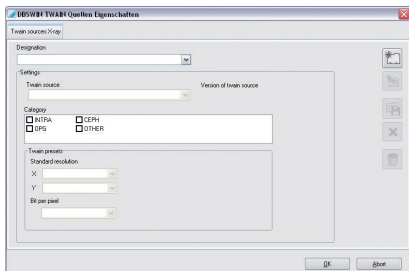 DBSWIN TWAIN Quellen Eigenschaften
Twain sources X-ray
Designation
Settings
Twain source
Version of twain source
Category
INTRA
CEPH
OPG
OTHER
Twain presets
Standard resolution
X
Y
Bit per pixel
OK
Abort